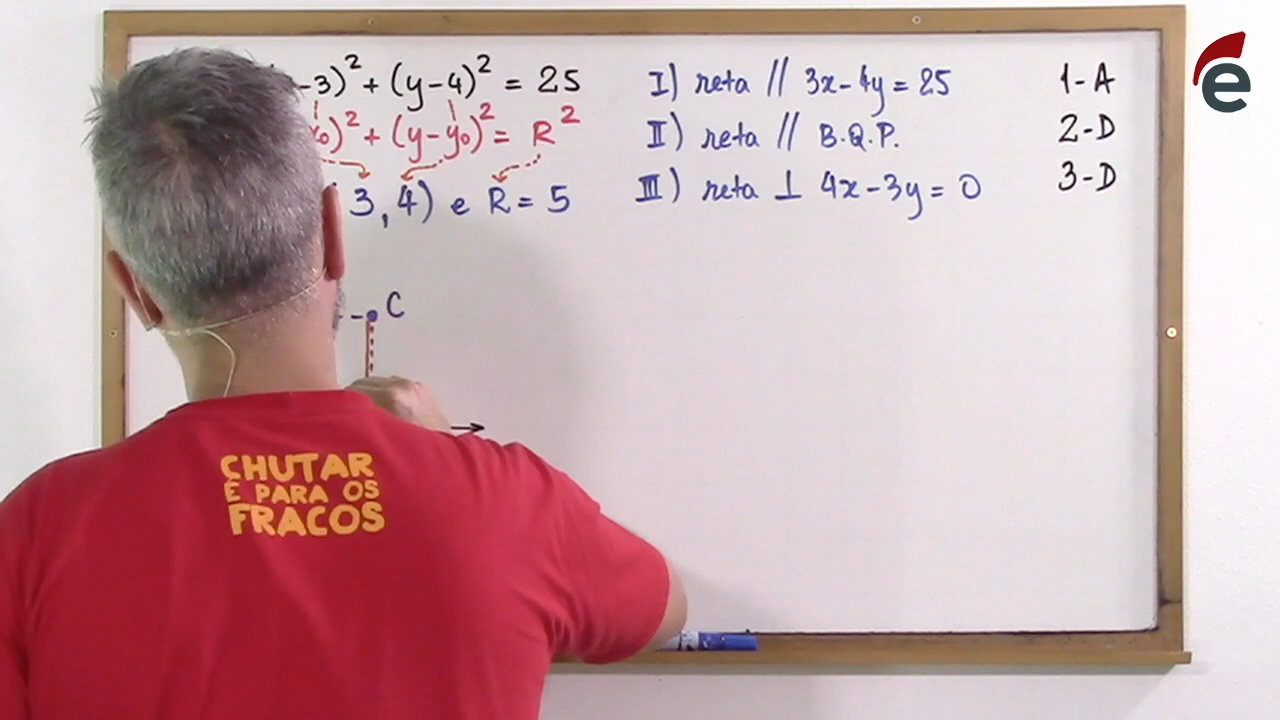 -3)² + (y-4)² = 25
x₀)² + (y-y₀)² = R²
3,4) e R = 5
C
I) reta // 3x-4y = 25
II) reta // B.Q.P.
III) reta ⊥ 4x-3y = 0
1-A
2-D
3-D
e
CHUTAR
É PARA OS
FRACOS